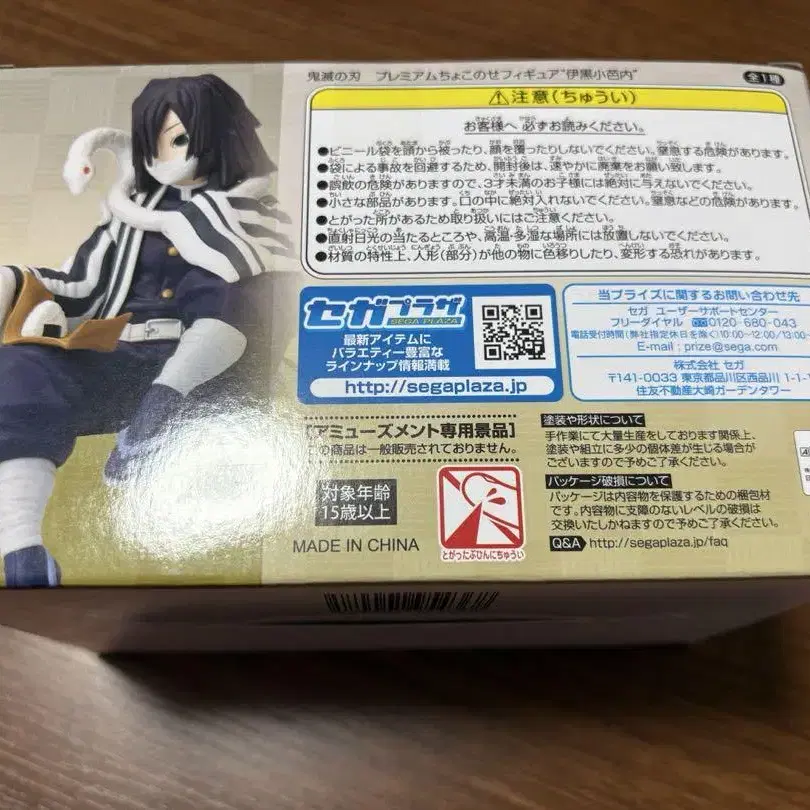 鬼滅の刃 プレミアムちょこのせフィギュア"伊黒小芭内"
全1種
⚠注意(ちゅうい)
お客様へ 必ずお読みください。
●ビニール袋を頭から被ったり、顔を覆ったりしないでください。窒息する危険があります。
●袋による事故を回避するため、開封後は、速やかに廃棄をお願い致します。
●誤飲の危険がありますので、3才未満のお子様には絶対に与えないでください。
●小さな部品があります。口の中に絶対入れないでください。窒息などの危険があります。
●とがった所があるため取り扱いにはご注意ください。
●直射日光の当たるところや、高温・多湿な場所には放置しないでください。
●材質の特性上、人形(部分)が他の物に色移りしたり、変形する恐れがあります。
セガプラザ
SEGA PLAZA
最新アイテムに
バラエティー豊富な
ラインナップ情報満載
http://segaplaza.jp
当プライズに関するお問い合わせ先
セガ ユーザーサポートセンター
フリーダイヤル 0120-680-043
電話受付時間(弊社指定休日を除く)10:00~12:00/13:00
E-mail:prize@sega.com
株式会社 セガ
〒141-0033 東京都品川区西品川 1-1-
住友不動産大崎ガーデンタワー
[アミューズメント専用景品]
この商品は一般販売されておりません。
対象年齢
15歳以上
MADE IN CHINA
とがったぶひんにちゅうい
塗装や形状について
手作業にて大量生産をしております関係上、
塗装や組立に多少の個体差が生じる場合が
ございますので予めご了承ください。
パッケージ破損について
パッケージは内容物を保護するための梱包材
です。内容物に支障のないレベルの破損は
交換いたしかねますので予めご了承ください。
Q&A http://segaplaza.jp/faq